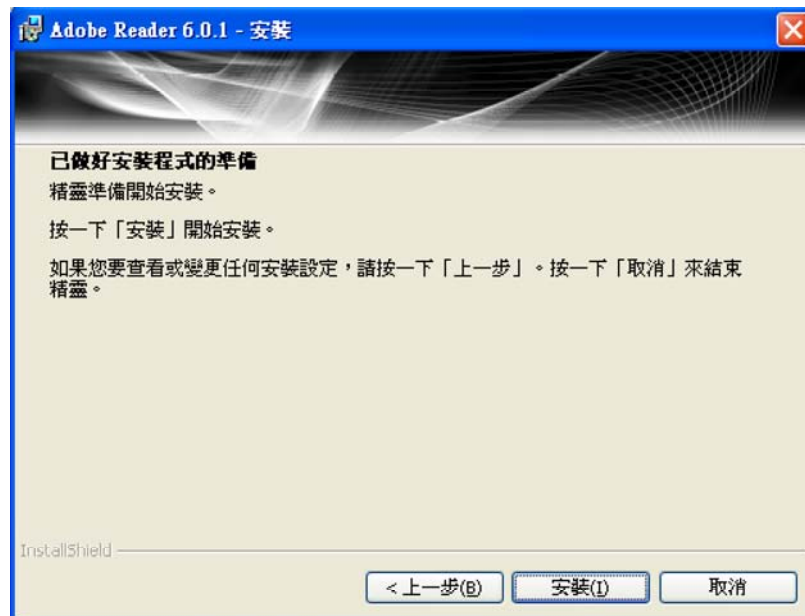 Adobe Reader 6.0.1 - 安裝
已做好安裝程式的準備
精靈準備開始安裝。
按一下「安裝」開始安裝。
如果您要查看或變更任何安裝設定，請按一下「上一步」。按一下「取消」來結束
精靈。
InstallShield
<上一步(B)
安裝(I)
取消